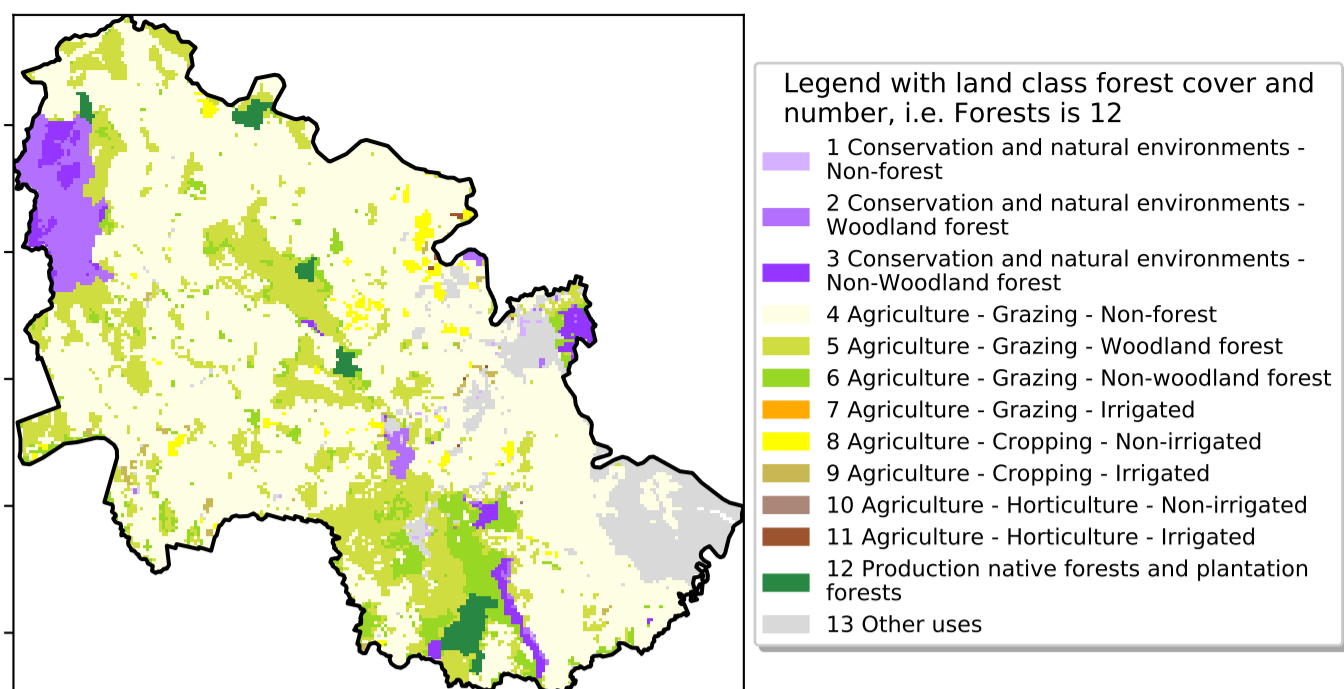 Legend with land class forest cover and
number, i.e. Forests is 12
1 Conservation and natural environments -
Non-forest
2 Conservation and natural environments -
Woodland forest
3 Conservation and natural environments -
Non-Woodland forest
4 Agriculture - Grazing - Non-forest
5 Agriculture - Grazing - Woodland forest
6 Agriculture - Grazing - Non-woodland forest
7 Agriculture - Grazing - Irrigated
8 Agriculture - Cropping - Non-irrigated
9 Agriculture - Cropping - Irrigated
10 Agriculture - Horticulture - Non-irrigated
11 Agriculture - Horticulture - Irrigated
12 Production native forests and plantation
forests
13 Other uses